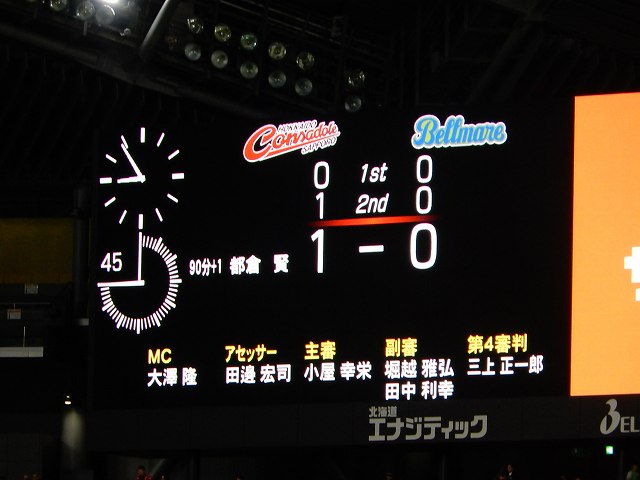 HOKKAIDO
Consadole
SAPPORO
Bellmare
0 1st 0
1 2nd 0
1 - 0
45
90分+1 都倉 賢
MC アセッサー 主審 副審 第4審判
大澤 隆 田邉 宏司 小屋 幸栄 堀越 雅弘 三上 正一郎
田中 利幸
北海道
エナジティック
BEL